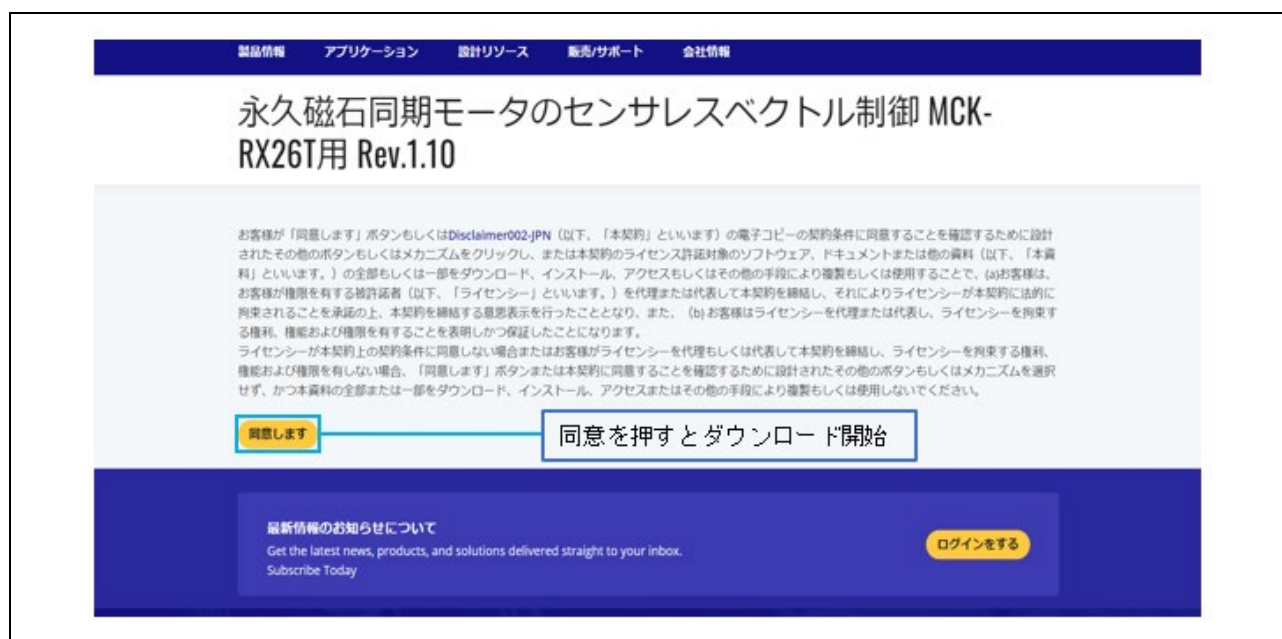 製品情報 アプリケーション 設計リソース 販売/サポート 会社情報
永久磁石同期モータのセンサレスベクトル制御 MCK-
RX26T用 Rev.1.10
お客様が「同意します」ボタンもしくはDisclaimer002-JPN（以下、「本契約」といいます）の電子コピーの契約条件に同意することを確認するために設計
されたその他のボタンもしくはメカニズムをクリックし、または本契約のライセンス許諾対象のソフトウェア、ドキュメントまたは他の資料（以下、「本資
料」といいます。）の全部もしくは一部をダウンロード、インストール、アクセスもしくはその他の手段により複製もしくは使用することで、(a)お客様は、
お客様が権限を有する被許諾者（以下、「ライセンシー」といいます。）を代理または代表して本契約を締結し、それによりライセンシーが本契約に法的に
拘束されることを承諾の上、本契約を締結する意思表示を行ったこととなり、また、（b) お客様はライセンシーを代理または代表し、ライセンシーを拘束す
る権利、権能および権限を有することを表明しかつ保証したことになります。
ライセンシーが本契約上の契約条件に同意しない場合またはお客様がライセンシーを代理もしくは代表して本契約を締結し、ライセンシーを拘束する権利、
権能および権限を有しない場合、「同意します」ボタンまたは本契約に同意することを確認するために設計されたその他のボタンもしくはメカニズムを選択
せず、かつ本資料の全部または一部をダウンロード、インストール、アクセスまたはその他の手段により複製もしくは使用しないでください。
同意します
同意を押すとダウンロード開始
最新情報のお知らせについて
Get the latest news, products, and solutions delivered straight to your inbox.
Subscribe Today
ログインをする